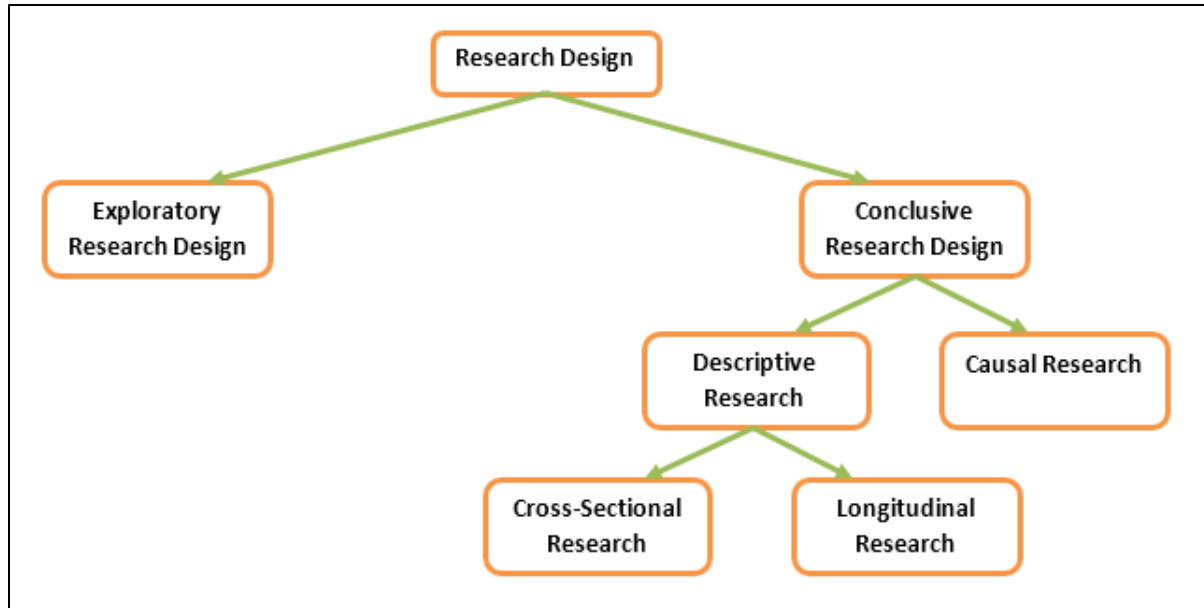 Research Design
Exploratory
Research Design
Conclusive
Research Design
Descriptive
Research
Causal Research
Cross-Sectional
Research
Longitudinal
Research